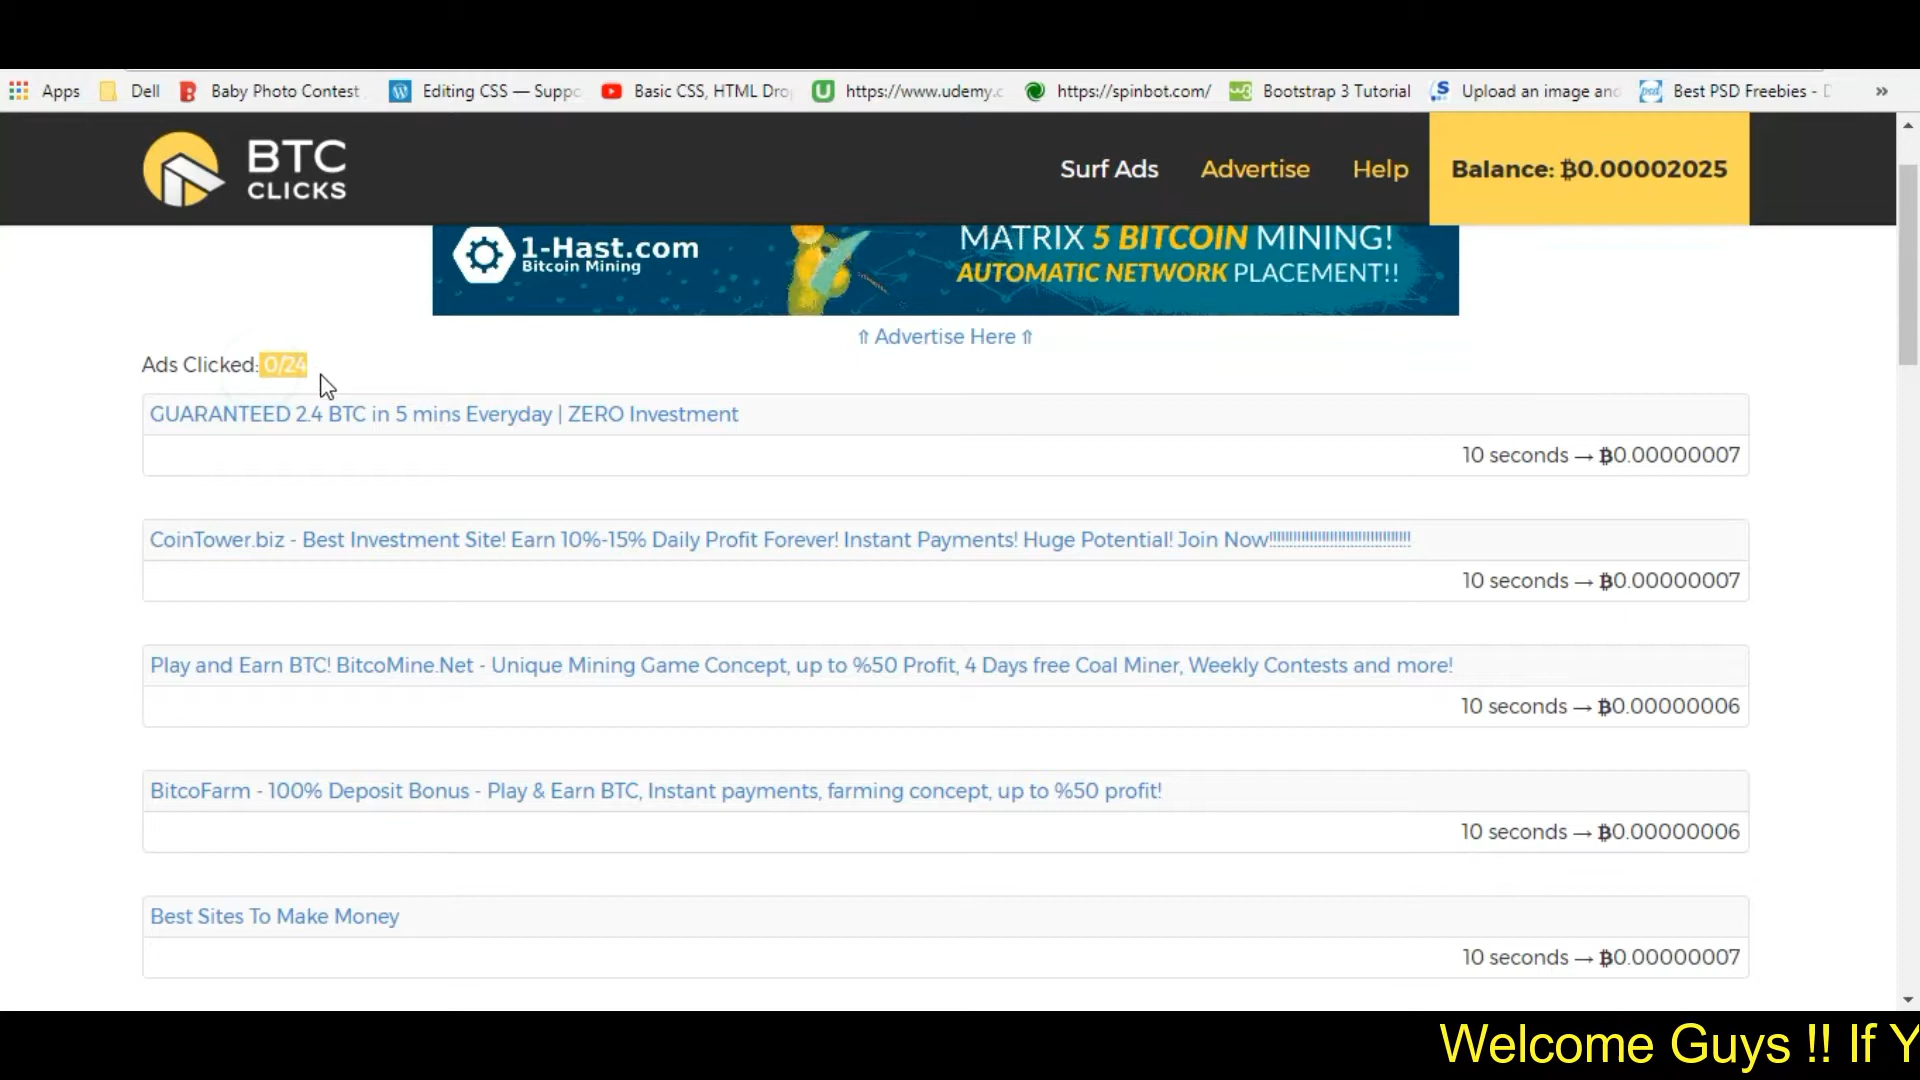 Apps Dell Baby Photo Contest Editing CSS — Suppo Basic CSS, HTML Dro https://www.udemy.c https://spinbot.com/ Bootstrap 3 Tutorial Upload an image and Best PSD Freebies - D »
BTC
CLICKS
Surf Ads Advertise Help Balance: ₿0.00002025
1-Hast.com
Bitcoin Mining
MATRIX 5 BITCOIN MINING!
AUTOMATIC NETWORK PLACEMENT!!
⇑ Advertise Here ⇑
Ads Clicked: 0/24
GUARANTEED 2.4 BTC in 5 mins Everyday | ZERO Investment
10 seconds → ₿0.00000007
CoinTower.biz - Best Investment Site! Earn 10%-15% Daily Profit Forever! Instant Payments! Huge Potential! Join Now!!!!!!!!!!!!!!!!!!!!!!!!!!!!!!!!!!!
10 seconds → ₿0.00000007
Play and Earn BTC! BitcoMine.Net - Unique Mining Game Concept, up to %50 Profit, 4 Days free Coal Miner, Weekly Contests and more!
10 seconds → ₿0.00000006
BitcoFarm - 100% Deposit Bonus - Play & Earn BTC, Instant payments, farming concept, up to %50 profit!
10 seconds → ₿0.00000006
Best Sites To Make Money
10 seconds → ₿0.00000007
Welcome Guys !! If Y